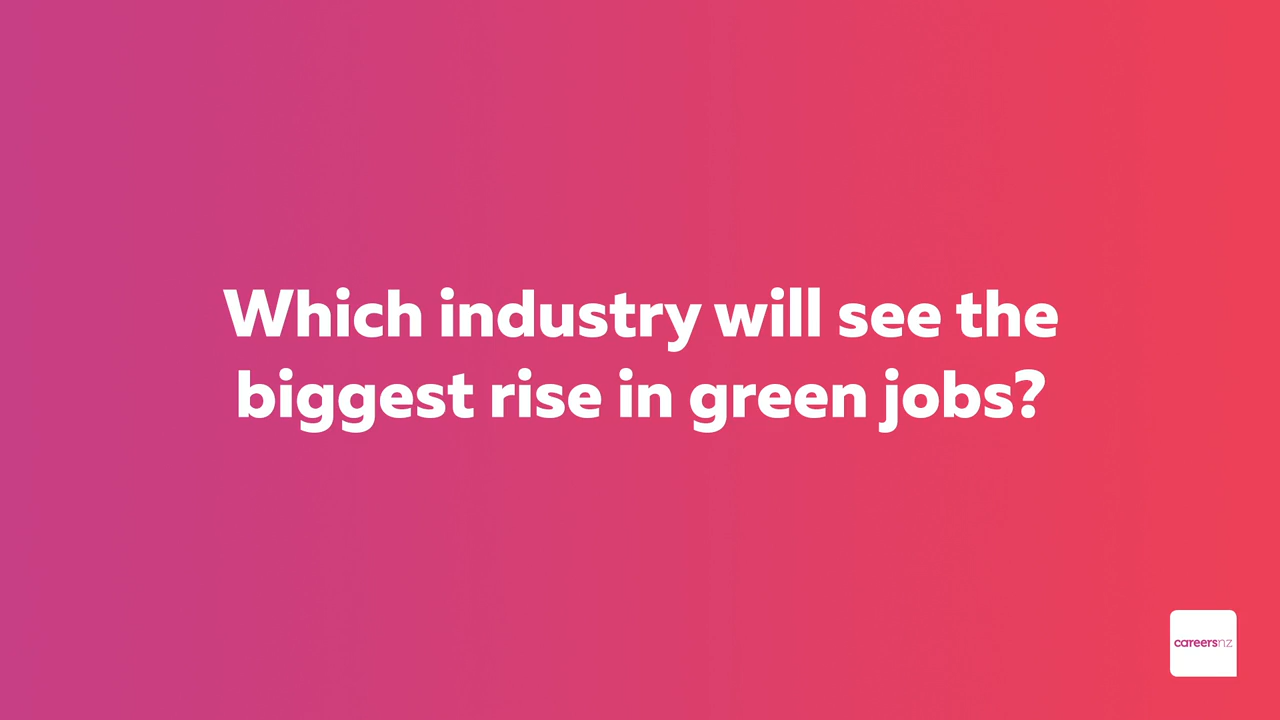 Which industry will see the
biggest rise in green jobs?
careersnz